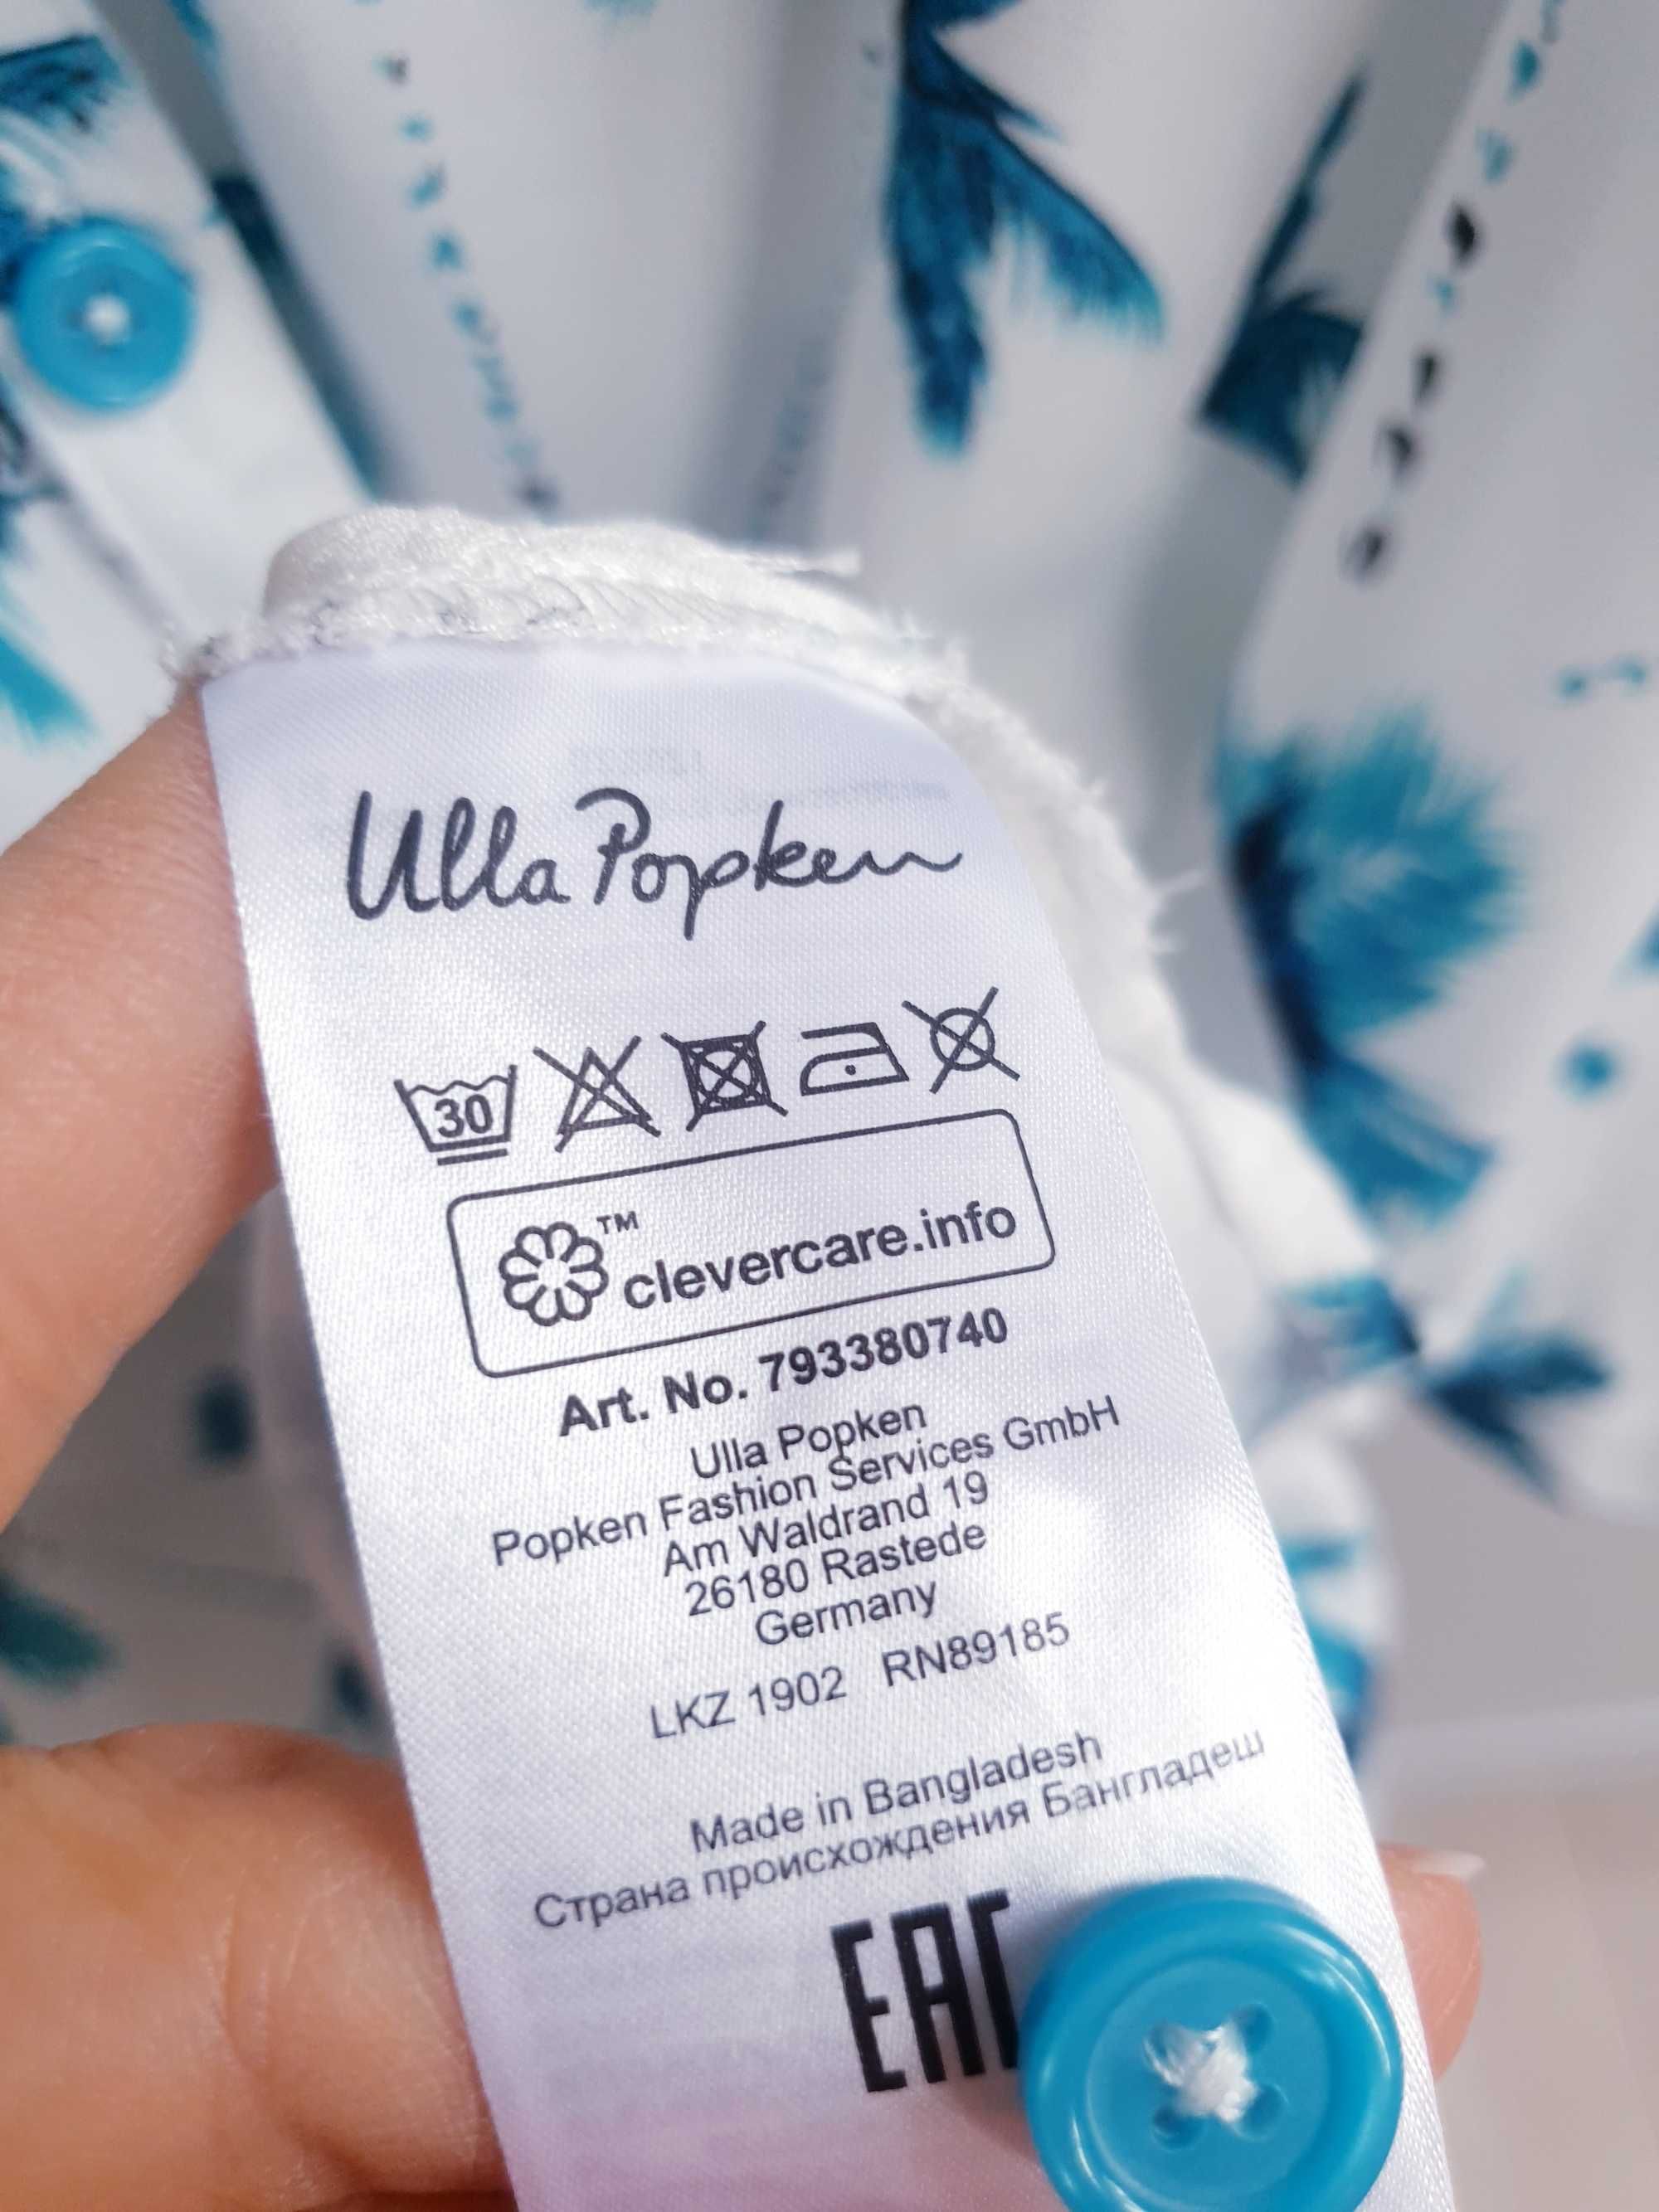 Ulla Popken
30
™
clevercare.info
Art. No. 793380740
Ulla Popken
Popken Fashion Services GmbH
Am Waldrand 19
26180 Rastede
Germany
LKZ 1902 RN89185
Made in Bangladesh
Страна происхождения Бангладеш
EAC